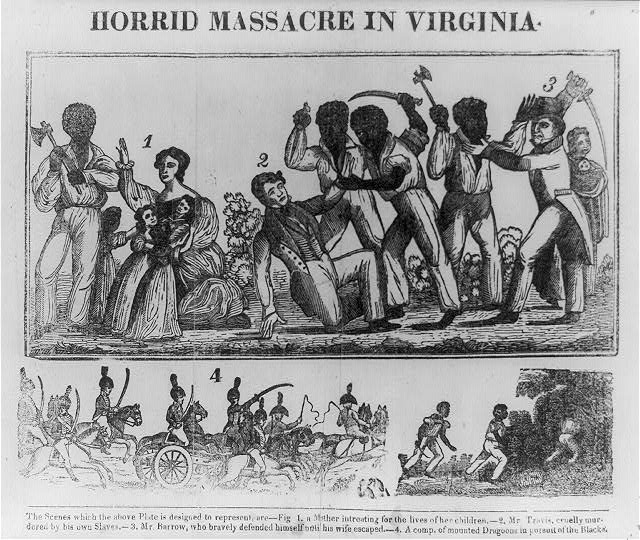 HORRID MASSACRE IN VIRGINIA.
1
2
3
4
The Scenes which the above Plate is designed to represent, are—Fig 1, a Mother intreating for the lives of her children.—2, Mr. Travis, cruelly mur-
dered by his own Slaves.—3, Mr. Barrow, who bravely defended himself until his wife escaped.—4. A comp. of mounted Dragoons in pursuit of the Blacks.